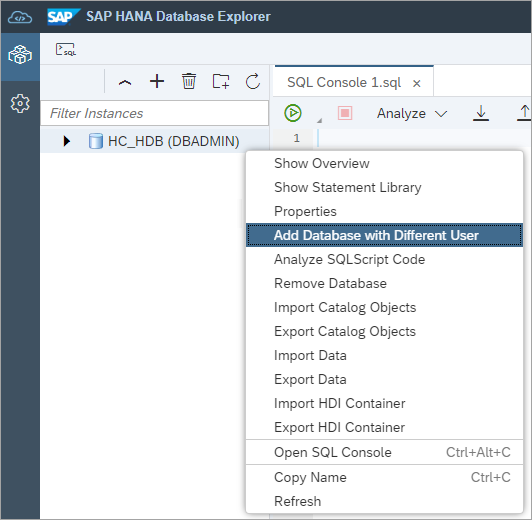 SAP SAP HANA Database Explorer
SQL
SQL Console 1.sql ×
Filter Instances
Analyze
HC_HDB (DBADMIN)
1
Show Overview
Show Statement Library
Properties
Add Database with Different User
Analyze SQLScript Code
Remove Database
Import Catalog Objects
Export Catalog Objects
Import Data
Export Data
Import HDI Container
Export HDI Container
Open SQL Console Ctrl+Alt+C
Copy Name Ctrl+C
Refresh